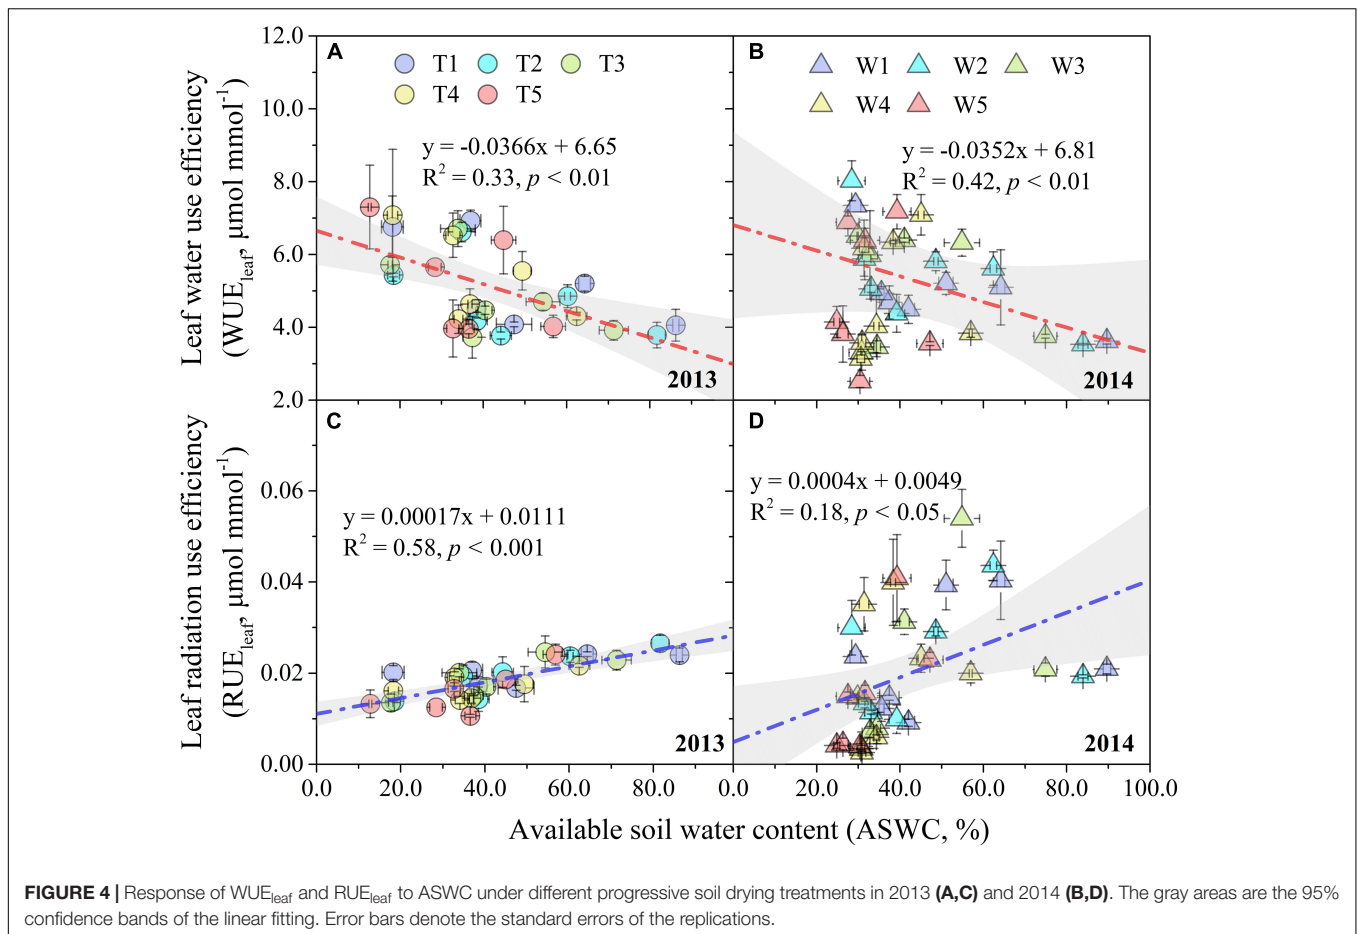 A
T1 T2 T3
T4 T5
y = -0.0366x + 6.65
R² = 0.33, p < 0.01
2013
B
W1 W2 W3
W4 W5
y = -0.0352x + 6.81
R² = 0.42, p < 0.01
2014
12.0
10.0
8.0
6.0
4.0
2.0
Leaf water use efficiency
(WUEleaf, μmol mmol⁻¹)
C
y = 0.00017x + 0.0111
R² = 0.58, p < 0.001
2013
D
y = 0.0004x + 0.0049
R² = 0.18, p < 0.05
2014
0.06
0.04
0.02
0.00
Leaf radiation use efficiency
(RUEleaf, μmol mmol⁻¹)
0.0 20.0 40.0 60.0 80.0 0.0 20.0 40.0 60.0 80.0 100.0
Available soil water content (ASWC, %)
FIGURE 4 | Response of WUEleaf and RUEleaf to ASWC under different progressive soil drying treatments in 2013 (A,C) and 2014 (B,D). The gray areas are the 95%
confidence bands of the linear fitting. Error bars denote the standard errors of the replications.